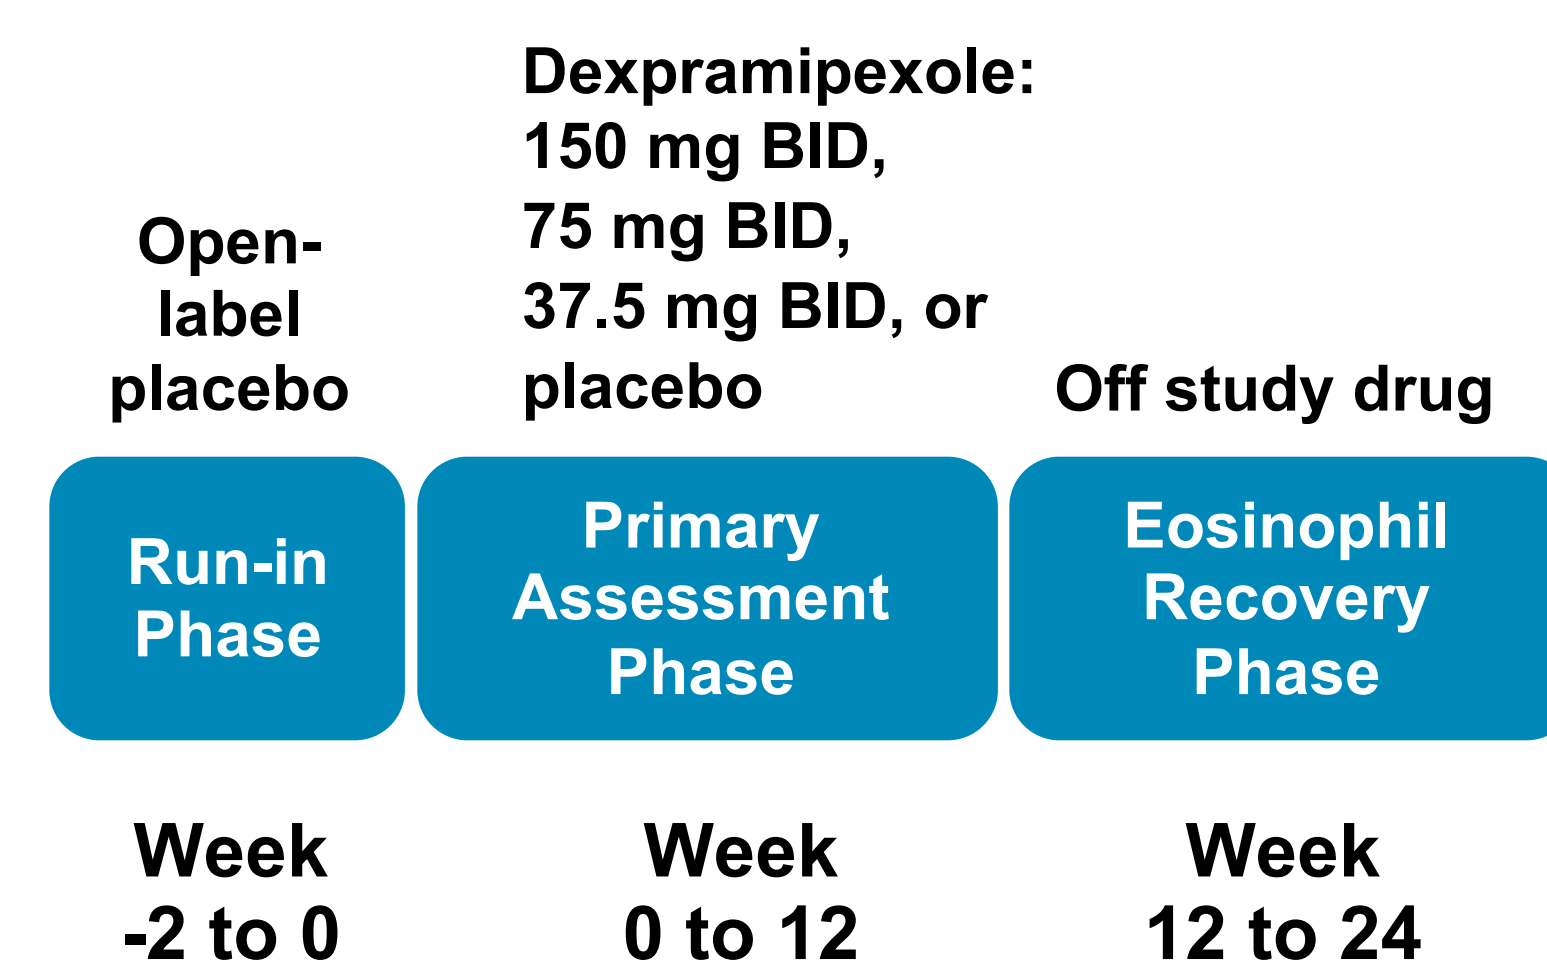 Open-
label
placebo
Dexpramipexole:
150 mg BID,
75 mg BID,
37.5 mg BID, or
placebo
Off study drug
Run-in
Phase
Primary
Assessment
Phase
Eosinophil
Recovery
Phase
Week
-2 to 0
Week
0 to 12
Week
12 to 24